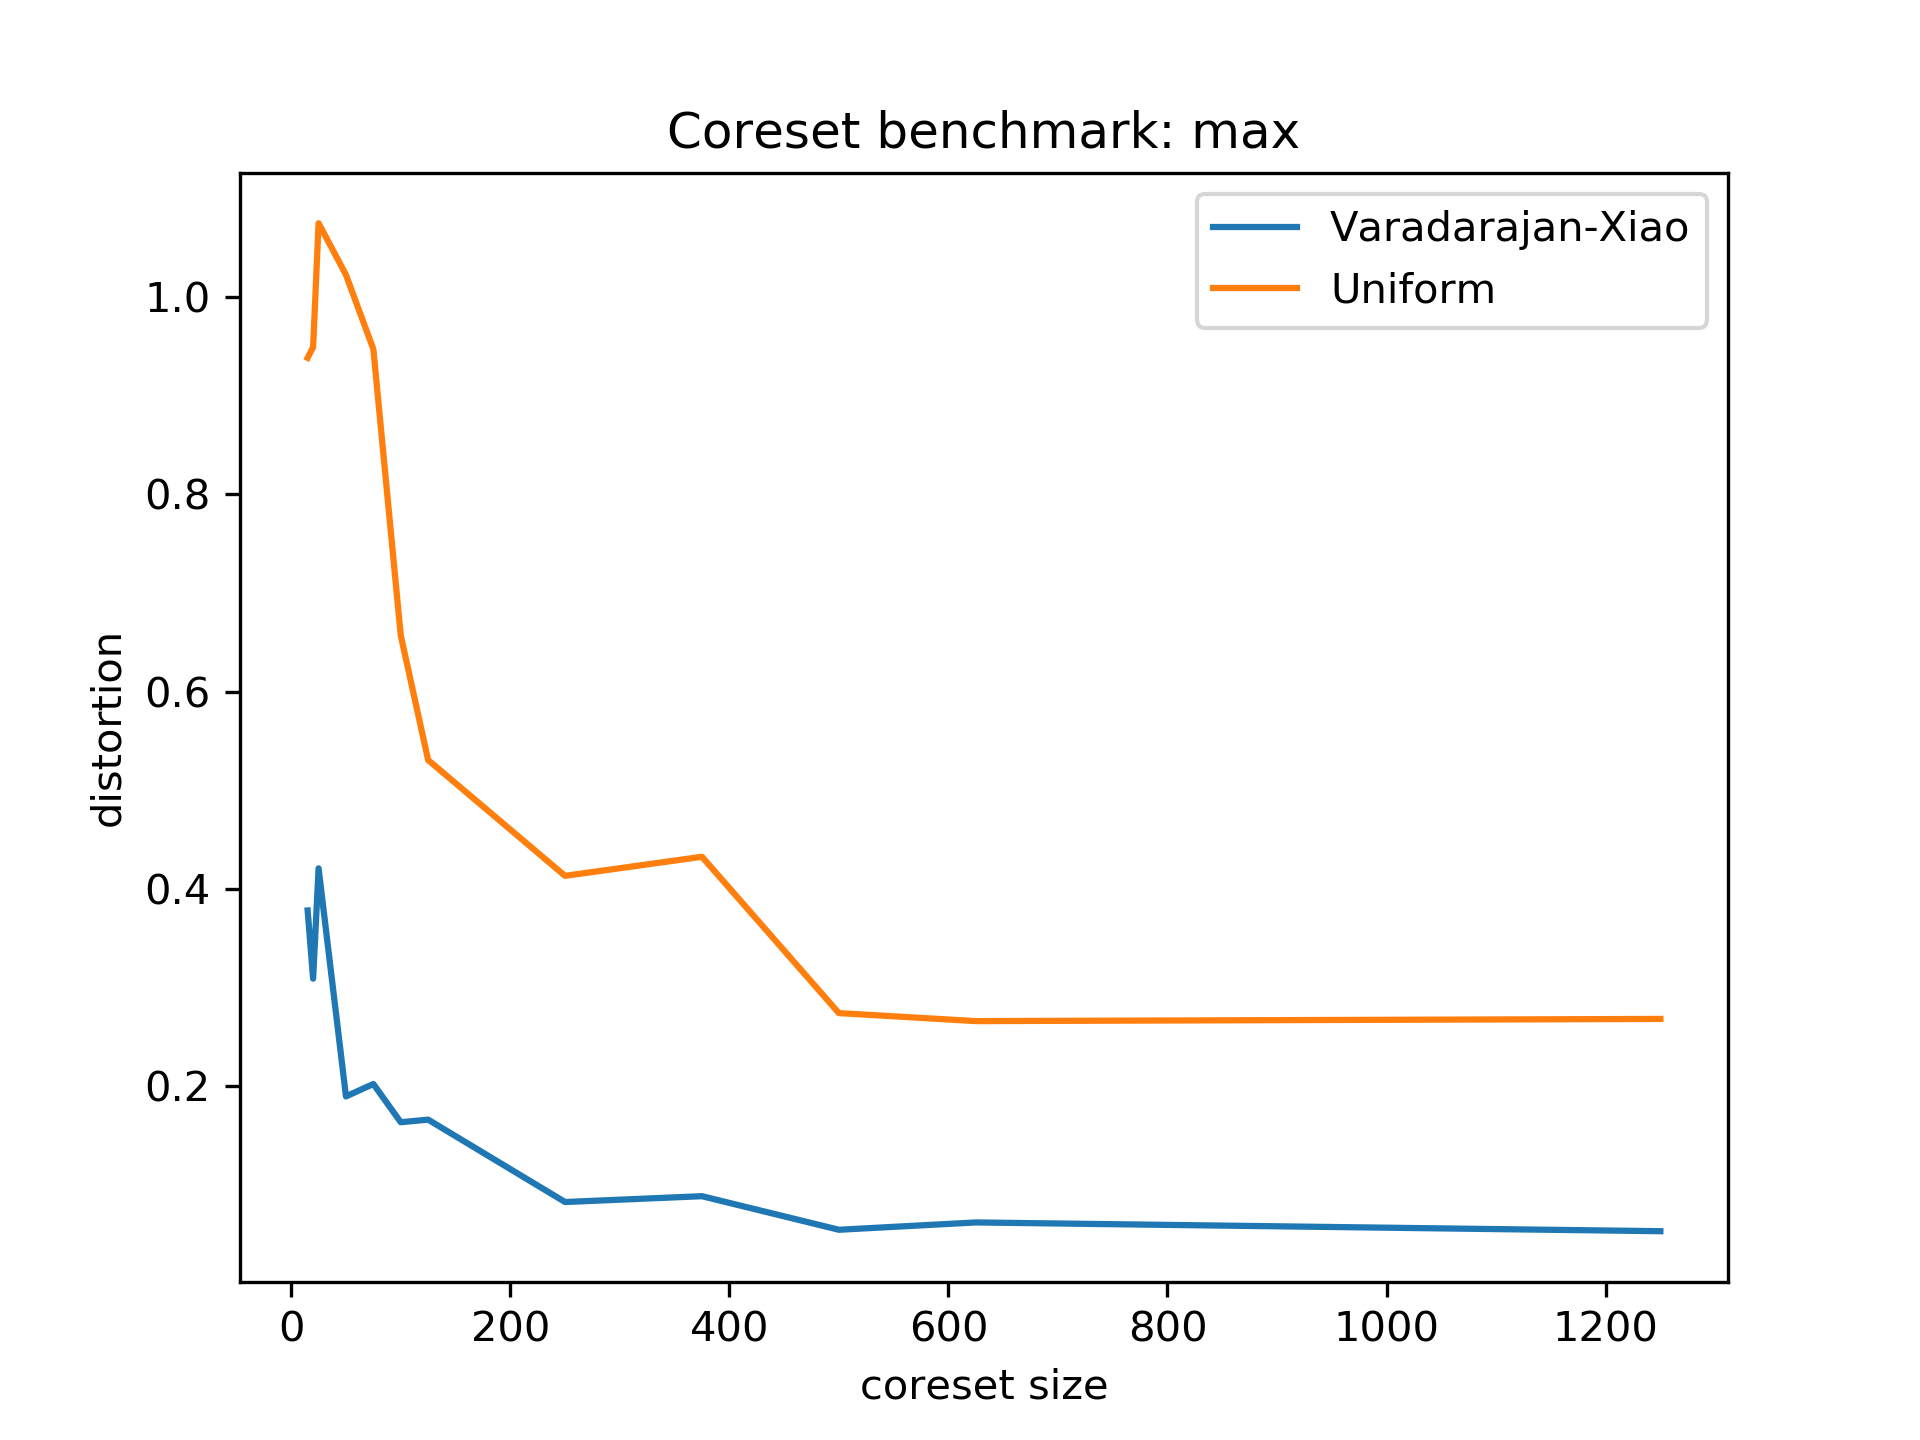 Coreset benchmark: max
Varadarajan-Xiao
Uniform
1.0
0.8
0.6
0.4
0.2
distortion
0 200 400 600 800 1000 1200
coreset size